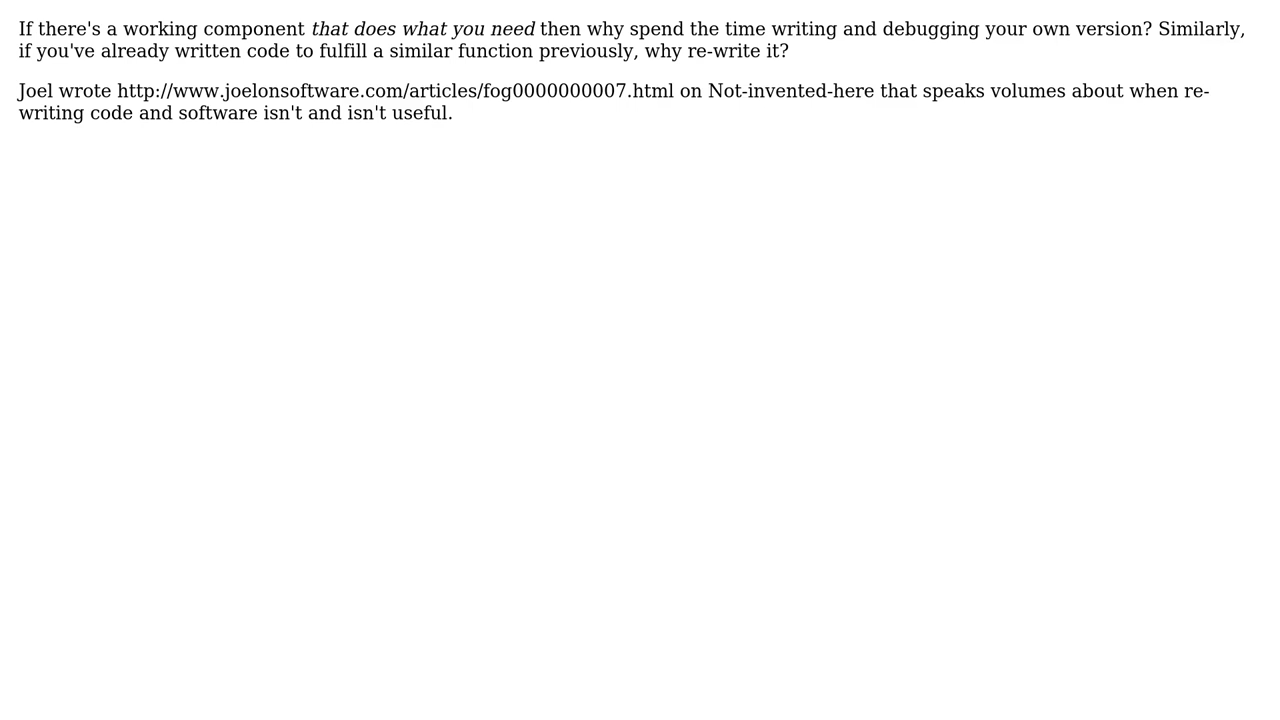 If there's a working component that does what you need then why spend the time writing and debugging your own version? Similarly,
if you've already written code to fulfill a similar function previously, why re-write it?
Joel wrote http://www.joelonsoftware.com/articles/fog0000000007.html on Not-invented-here that speaks volumes about when re-
writing code and software isn't and isn't useful.